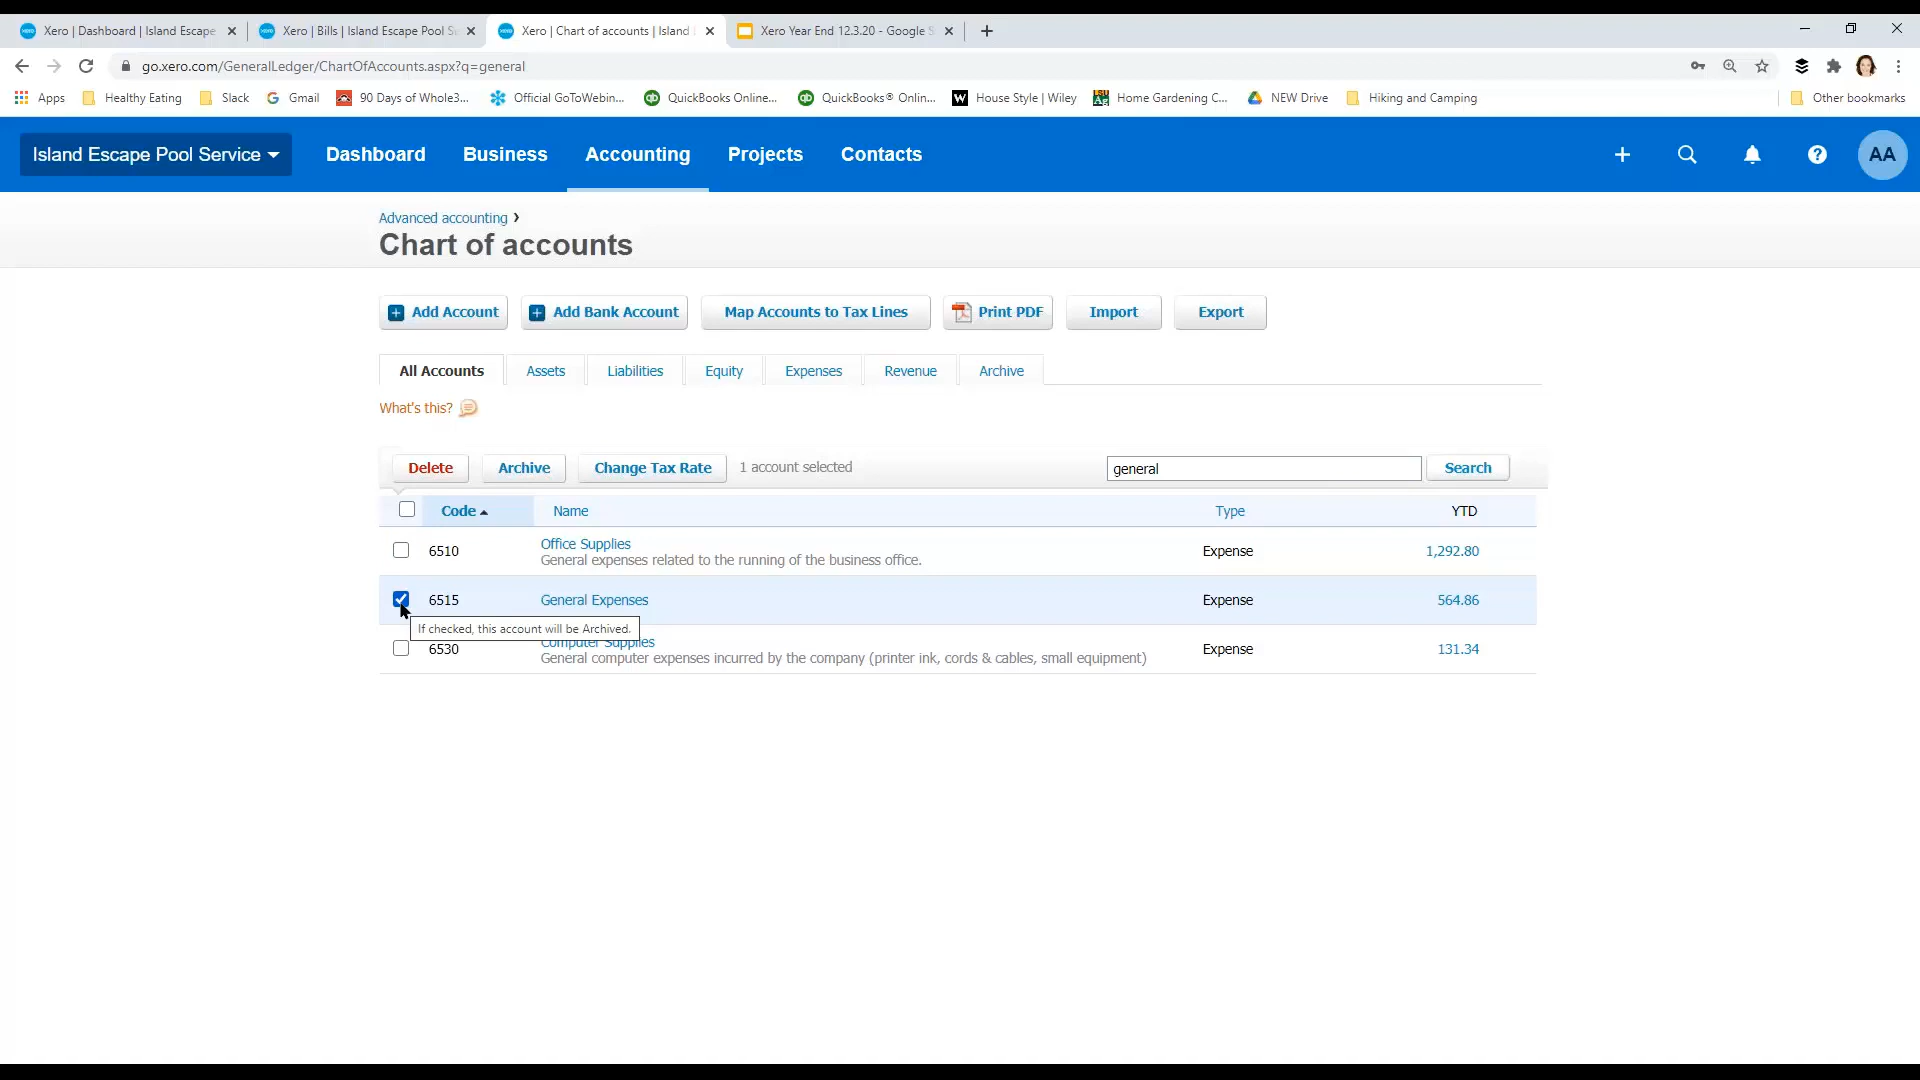 Xero | Dashboard | Island Escape
Xero | Bills | Island Escape Pool S
Xero | Chart of accounts | Island
Xero Year End 12.3.20 - Google S
go.xero.com/GeneralLedger/ChartOfAccounts.aspx?q=general
Apps
Healthy Eating
Slack
Gmail
90 Days of Whole3...
Official GoToWebin...
QuickBooks Online...
QuickBooks® Onlin...
House Style | Wiley
Home Gardening C...
NEW Drive
Hiking and Camping
Other bookmarks
Island Escape Pool Service
Dashboard
Business
Accounting
Projects
Contacts
AA
Advanced accounting ›
Chart of accounts
Add Account
Add Bank Account
Map Accounts to Tax Lines
Print PDF
Import
Export
All Accounts
Assets
Liabilities
Equity
Expenses
Revenue
Archive
What's this?
Delete
Archive
Change Tax Rate
1 account selected
general
Search
Code
Name
Type
YTD
6510
Office Supplies
General expenses related to the running of the business office.
Expense
1,292.80
6515
General Expenses
Expense
564.86
If checked, this account will be Archived.
6530
Computer Supplies
General computer expenses incurred by the company (printer ink, cords & cables, small equipment)
Expense
131.34